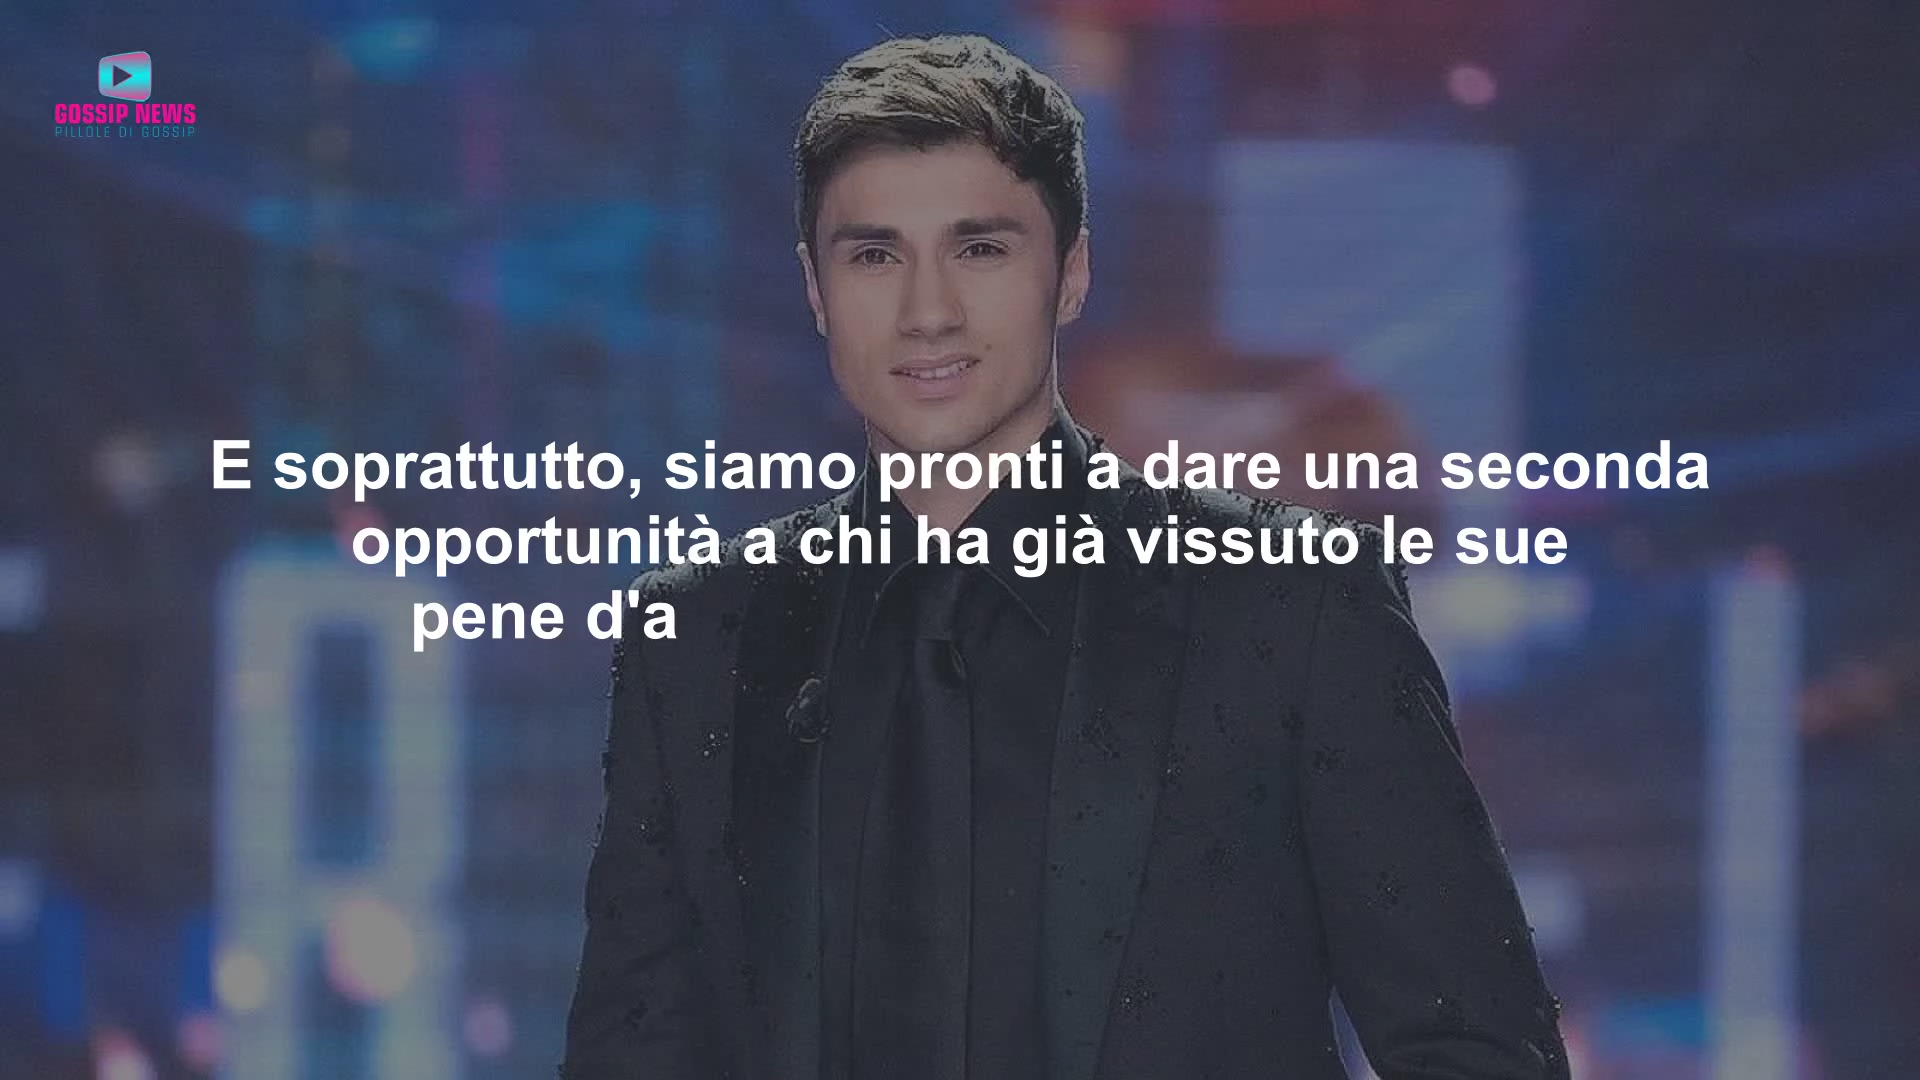 GOSSIP NEWS
PILLOLE DI GOSSIP
E soprattutto, siamo pronti a dare una seconda
opportunità a chi ha già vissuto le sue
pene d'a